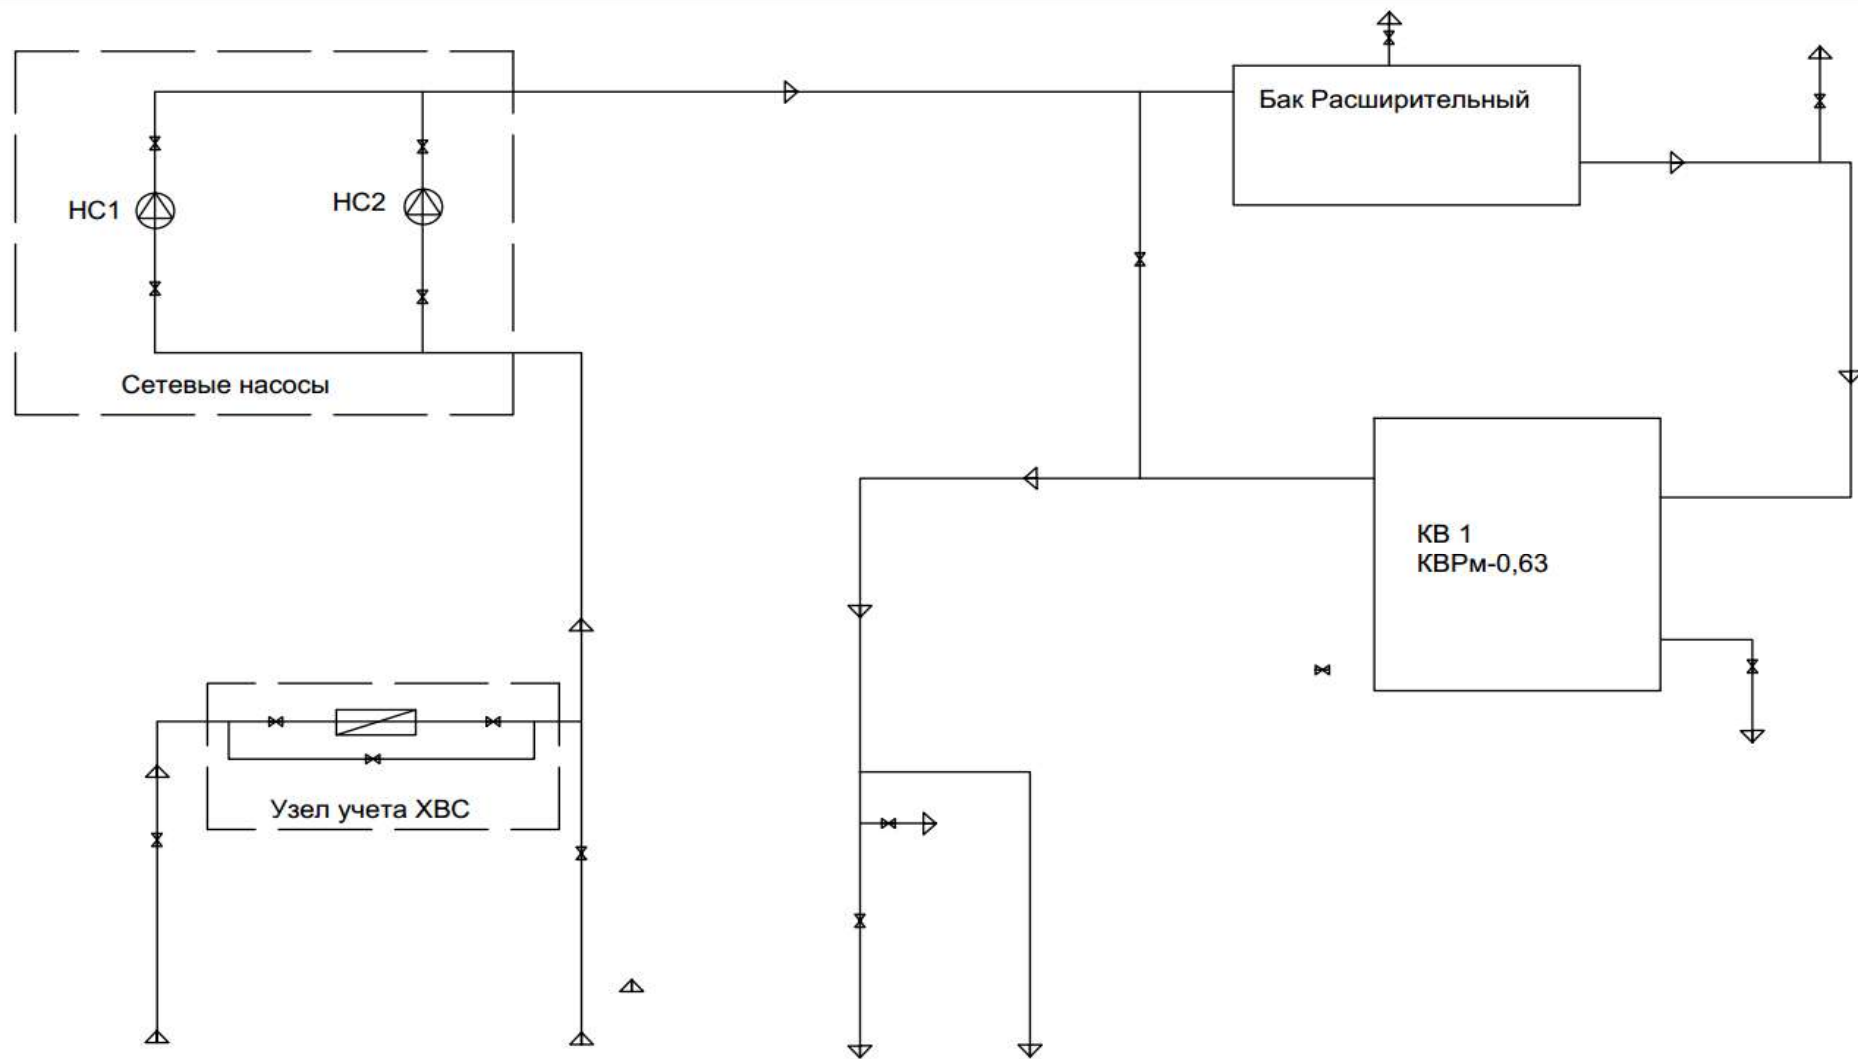 Бак Расширительный
НС1
НС2
Сетевые насосы
КВ 1
КВРм-0,63
Узел учета ХВС